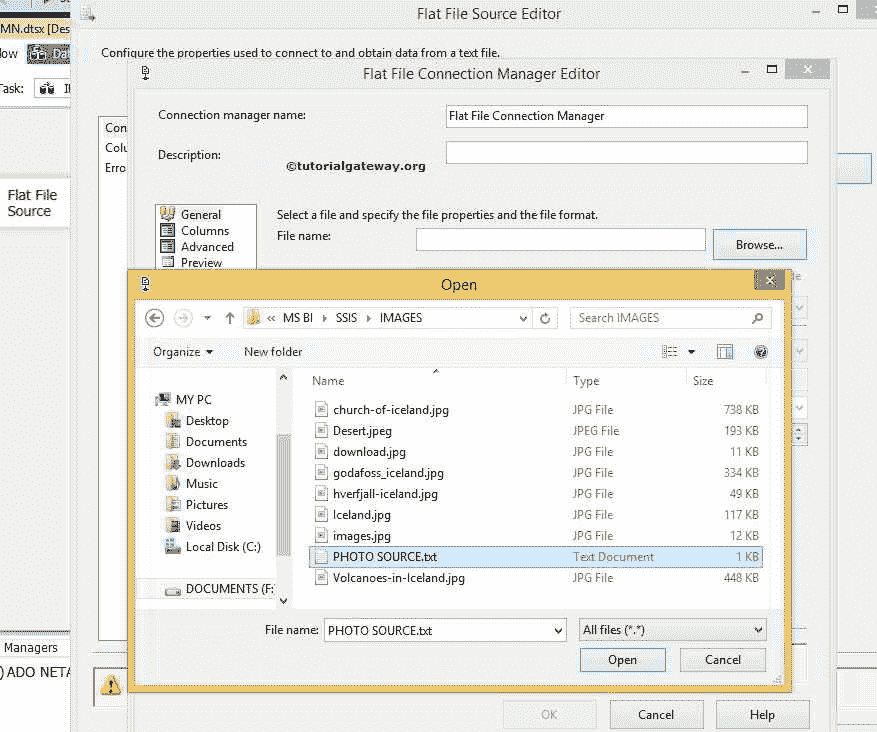 Flat File Source Editor
MN.dtsx [Des
Configure the properties used to connect to and obtain data from a text file.
Flat File Connection Manager Editor
Connection manager name:
Flat File Connection Manager
Description:
©tutorialgateway.org
Flat File
Source
General
Columns
Advanced
Preview
Select a file and specify the file properties and the file format.
File name:
Browse...
Open
« MS BI
SSIS
IMAGES
Search IMAGES
Organize
New folder
Name
Type
Size
MY PC
Desktop
Documents
Downloads
Music
Pictures
Videos
Local Disk (C:)
DOCUMENTS (F:
church-of-iceland.jpg JPG File 738 KB
Desert.jpeg JPEG File 193 KB
download.jpg JPG File 11 KB
godafoss_iceland.jpg JPG File 334 KB
hverfjall-iceland.jpg JPG File 49 KB
Iceland.jpg JPG File 117 KB
images.jpg JPG File 12 KB
PHOTO SOURCE.txt Text Document 1 KB
Volcanoes-in-Iceland.jpg JPG File 448 KB
File name:
PHOTO SOURCE.txt
All files (*.*)
Open
Cancel
Managers
) ADO NETA
OK
Cancel
Help